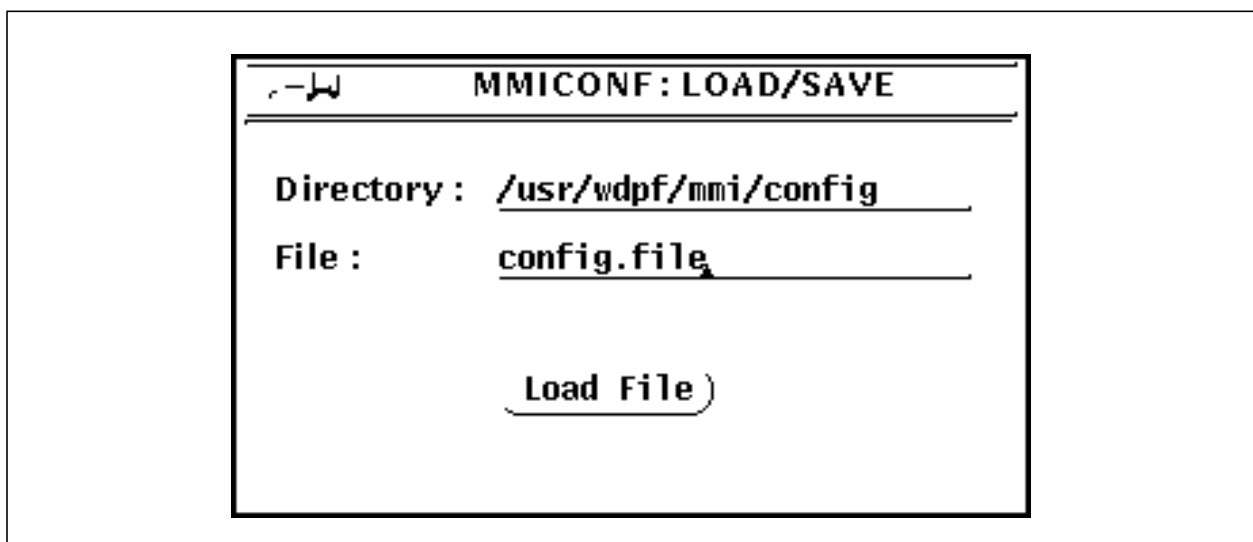 MMICONF: LOAD/SAVE
Directory: /usr/wdpf/mmi/config
File: config.file
Load File